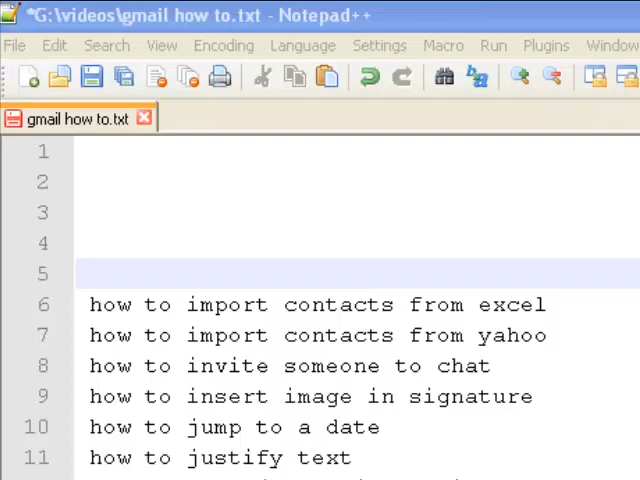 *G:\videos\gmail how to.txt - Notepad++
File Edit Search View Encoding Language Settings Macro Run Plugins Window
gmail how to.txt
1
2
3
4
5
6 how to import contacts from excel
7 how to import contacts from yahoo
8 how to invite someone to chat
9 how to insert image in signature
10 how to jump to a date
11 how to justify text